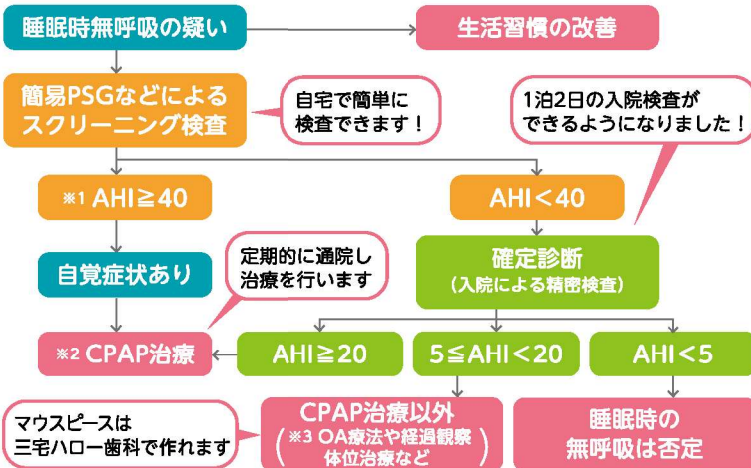 睡眠時無呼吸の疑い
生活習慣の改善
簡易PSGなどによる
スクリーニング検査
自宅で簡単に
検査できます！
1泊2日の入院検査が
できるようになりました！
※1 AHI≧40
AHI＜40
自覚症状あり
定期的に通院し
治療を行います
確定診断
(入院による精密検査)
※2 CPAP治療
AHI≧20
5≦AHI＜20
AHI＜5
マウスピースは
三宅ハロー歯科で作れます
CPAP治療以外
(※3 OA療法や経過観察
体位治療など)
睡眠時の
無呼吸は否定